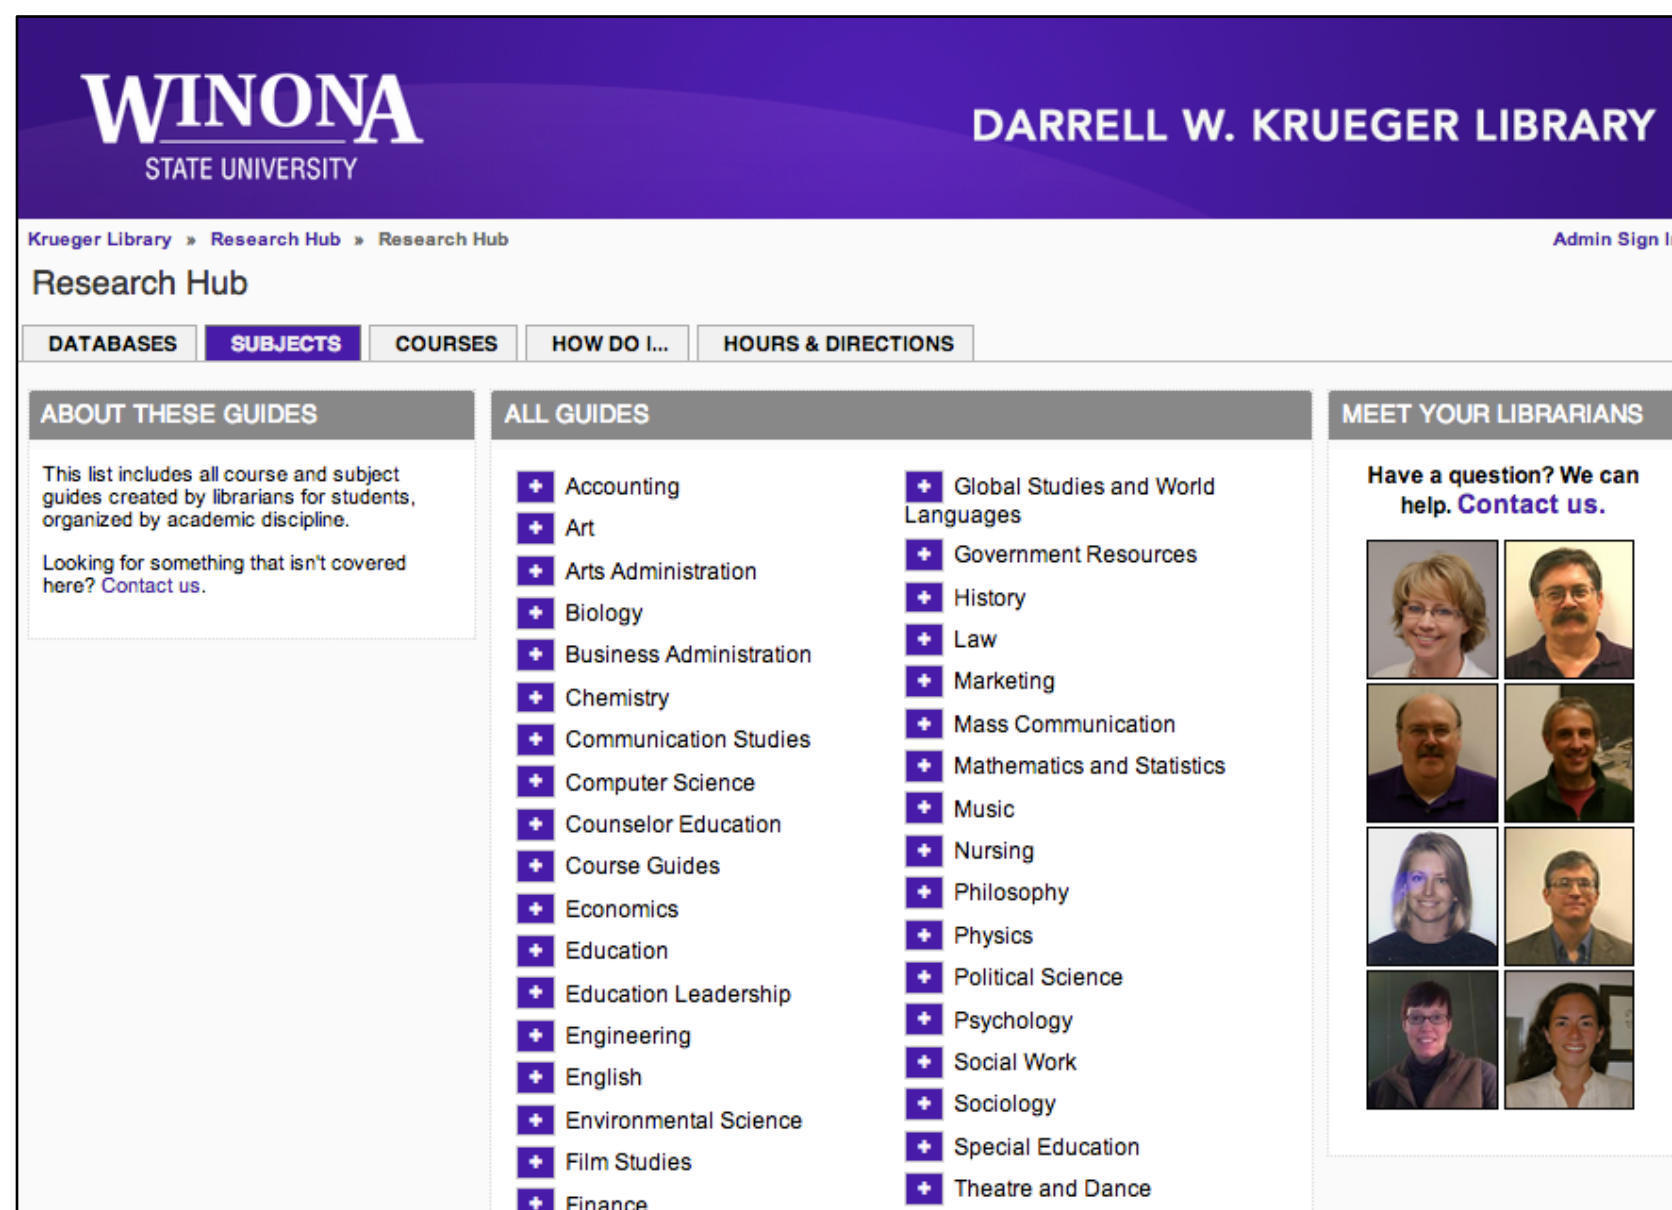 WINONA
STATE UNIVERSITY
DARRELL W. KRUEGER LIBRARY
Krueger Library » Research Hub » Research Hub
Admin Sign I
Research Hub
DATABASES
SUBJECTS
COURSES
HOW DO I...
HOURS & DIRECTIONS
ABOUT THESE GUIDES
This list includes all course and subject
guides created by librarians for students,
organized by academic discipline.
Looking for something that isn't covered
here? Contact us.
ALL GUIDES
Accounting
Art
Arts Administration
Biology
Business Administration
Chemistry
Communication Studies
Computer Science
Counselor Education
Course Guides
Economics
Education
Education Leadership
Engineering
English
Environmental Science
Film Studies
Finance
Global Studies and World
Languages
Government Resources
History
Law
Marketing
Mass Communication
Mathematics and Statistics
Music
Nursing
Philosophy
Physics
Political Science
Psychology
Social Work
Sociology
Special Education
Theatre and Dance
MEET YOUR LIBRARIANS
Have a question? We can
help. Contact us.